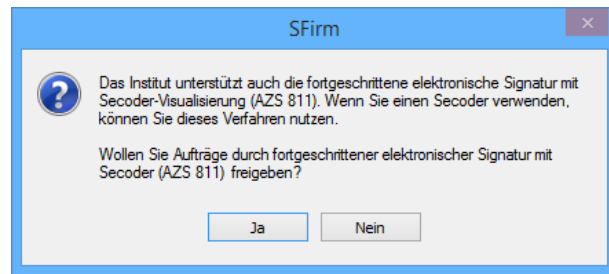 SFirm
Das Institut unterstützt auch die fortgeschrittene elektronische Signatur mit
Secoder-Visualisierung (AZS 811). Wenn Sie einen Secoder verwenden,
können Sie dieses Verfahren nutzen.
Wollen Sie Aufträge durch fortgeschrittener elektronischer Signatur mit
Secoder (AZS 811) freigeben?
Ja
Nein